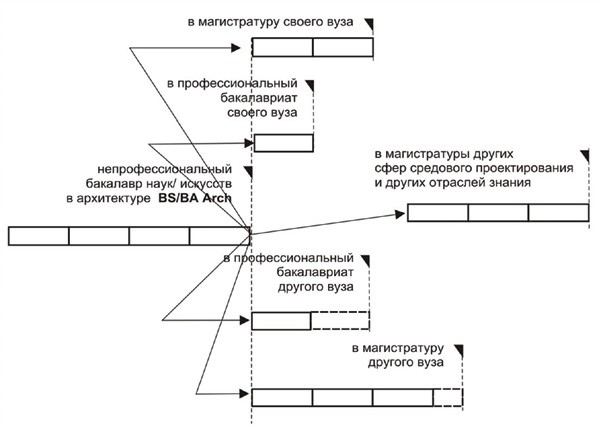 в магистратуру своего вуза
в профессиональный
бакалавриат
своего вуза
непрофессиональный
бакалавр наук/ искусств
в архитектуре BS/BA Arch
в магистратуры других
сфер средового проектирования
и других отраслей знания
в профессиональный
бакалавриат
другого вуза
в магистратуру
другого вуза